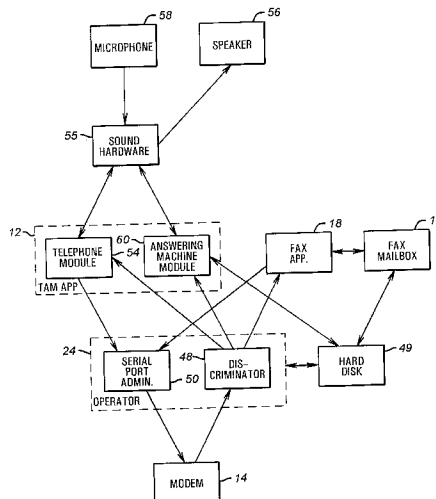 58
MICROPHONE
56
SPEAKER
55
SOUND
HARDWARE
12
TELEPHONE
MODULE
54
60
ANSWERING
MACHINE
MODULE
TAM APP
18
FAX
APP.
1
FAX
MAILBOX
24
SERIAL
PORT
ADMIN.
50
48
DIS-
CRIMINATOR
OPERATOR
49
HARD
DISK
MODEM
14